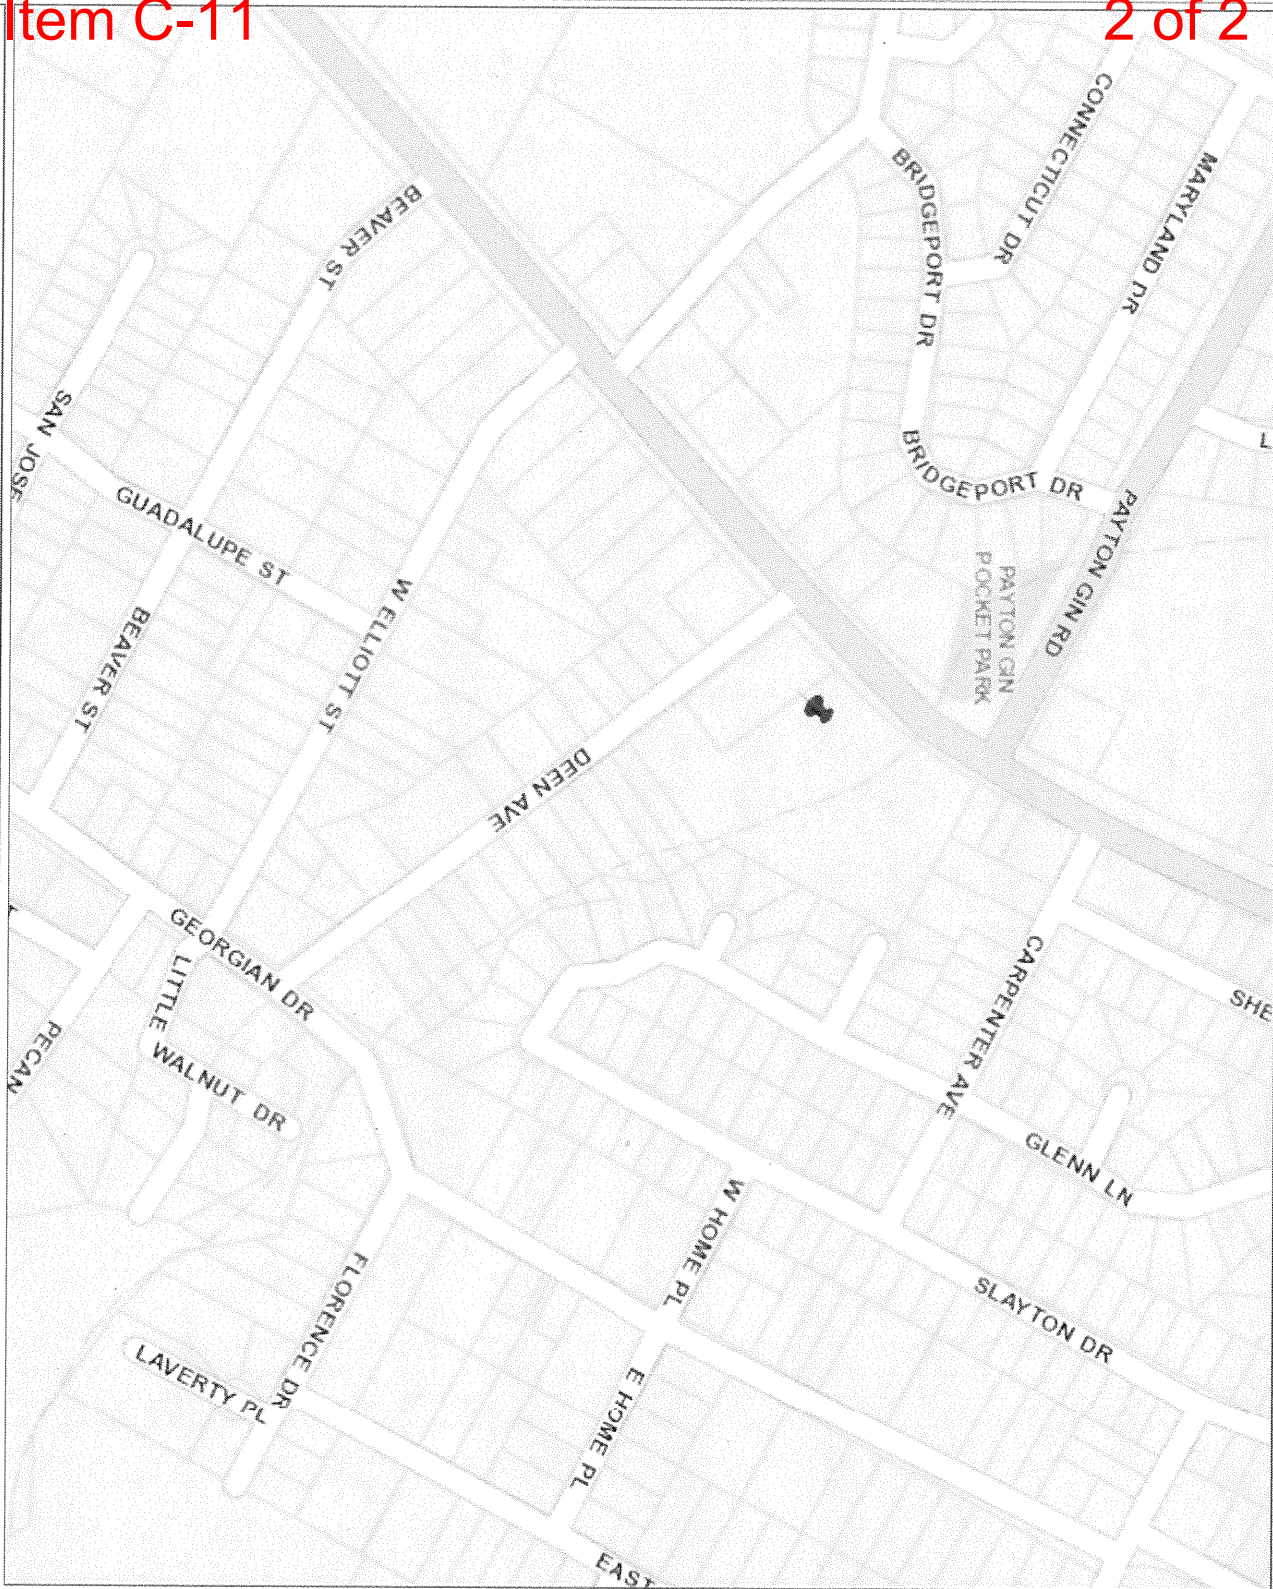 Item C-11
2 of 2
CONNECTICUT DR
MARYLAND DR
BRIDGEPORT DR
BEAVER ST
SAN JOSE
BRIDGEPORT DR
L
GUADALUPE ST
PAYTON GIN RD
PAYTON GIN
POCKET PARK
W ELLIOTT ST
BEAVER ST
DEEN AVE
GEORGIAN DR
LITTLE
WALNUT DR
PECAN
CARPENTER AVE
SHE
GLENN LN
W HOME PL
FLORENCE DR
SLAYTON DR
LAVERTY PL
E HOME PL
EAST